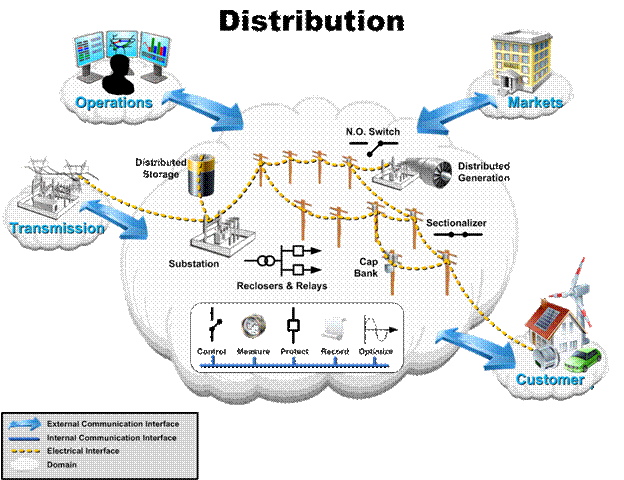 Distribution
Operations
Markets
N.O. Switch
Distributed
Storage
Distributed
Generation
Transmission
Sectionalizer
Substation
Cap
Bank
Reclosers & Relays
Control
Measure
Protect
Record
Optimize
Customer
External Communication Interface
Internal Communication Interface
Electrical Interface
Domain